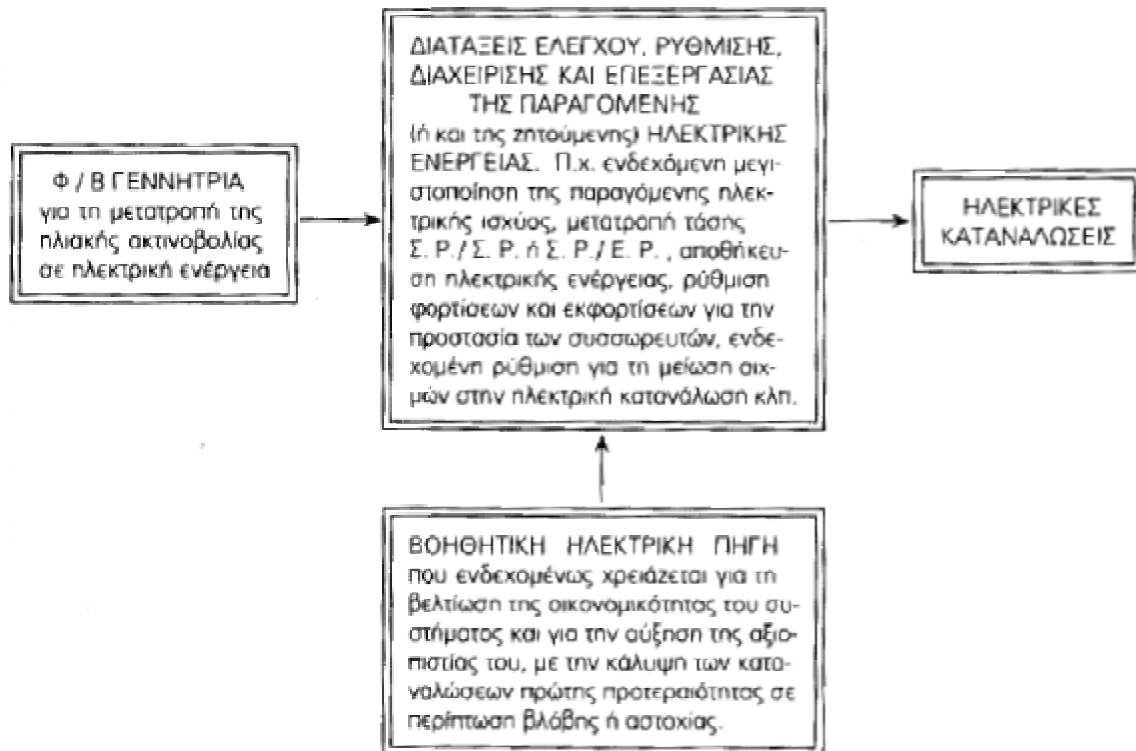 Φ / Β ΓΕΝΝΗΤΡΙΑ
για τη μετατροπή της
ηλιακής ακτινοβολίας
σε ηλεκτρική ενέργεια
ΔΙΑΤΑΞΕΙΣ ΕΛΕΓΧΟΥ, ΡΥΘΜΙΣΗΣ,
ΔΙΑΧΕΙΡΙΣΗΣ ΚΑΙ ΕΠΕΞΕΡΓΑΣΙΑΣ
ΤΗΣ ΠΑΡΑΓΟΜΕΝΗΣ
(ή και της ζητούμενης) ΗΛΕΚΤΡΙΚΗΣ
ΕΝΕΡΓΕΙΑΣ. Π.χ. ενδεχόμενη μεγι-
στοποίηση της παραγόμενης ηλεκ-
τρικής ισχύος, μετατροπή τάσης
Σ. Ρ. / Σ. Ρ. ή Σ. Ρ. / Ε. Ρ. , αποθήκευ-
ση ηλεκτρικής ενέργειας, ρύθμιση
φορτίσεων και εκφορτίσεων για την
προστασία των συσσωρευτών, ενδε-
χομένη ρύθμιση για τη μείωση αιχ-
μών στην ηλεκτρική κατανάλωση κλπ.
ΗΛΕΚΤΡΙΚΕΣ
ΚΑΤΑΝΑΛΩΣΕΙΣ
ΒΟΗΘΗΤΙΚΗ ΗΛΕΚΤΡΙΚΗ ΠΗΓΗ
που ενδεχομένως χρειάζεται για τη
βελτίωση της οικονομικότητας του συ-
στήματος και για την αύξηση της αξιο-
πιστίας του, με την κάλυψη των κατα-
ναλώσεων πρώτης προτεραιότητας σε
περίπτωση βλάβης ή αστοχίας.